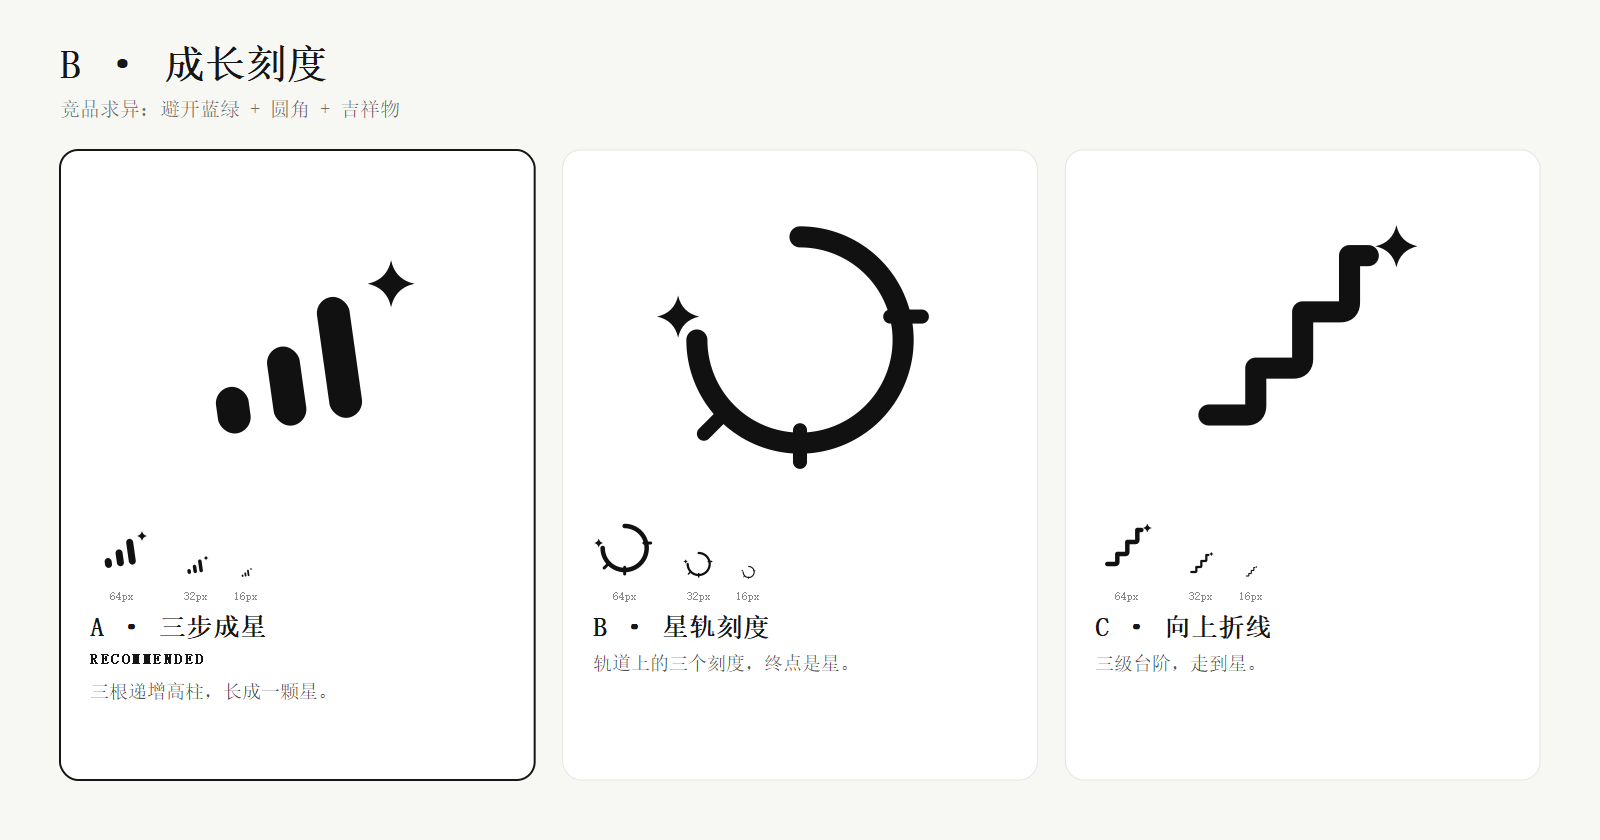 B · 成长刻度
竞品求异：避开蓝绿 + 圆角 + 吉祥物
64px 32px 16px
A · 三步成星
RECOMMENDED
三根递增高柱，长成一颗星。
64px 32px 16px
B · 星轨刻度
轨道上的三个刻度，终点是星。
64px 32px 16px
C · 向上折线
三级台阶，走到星。